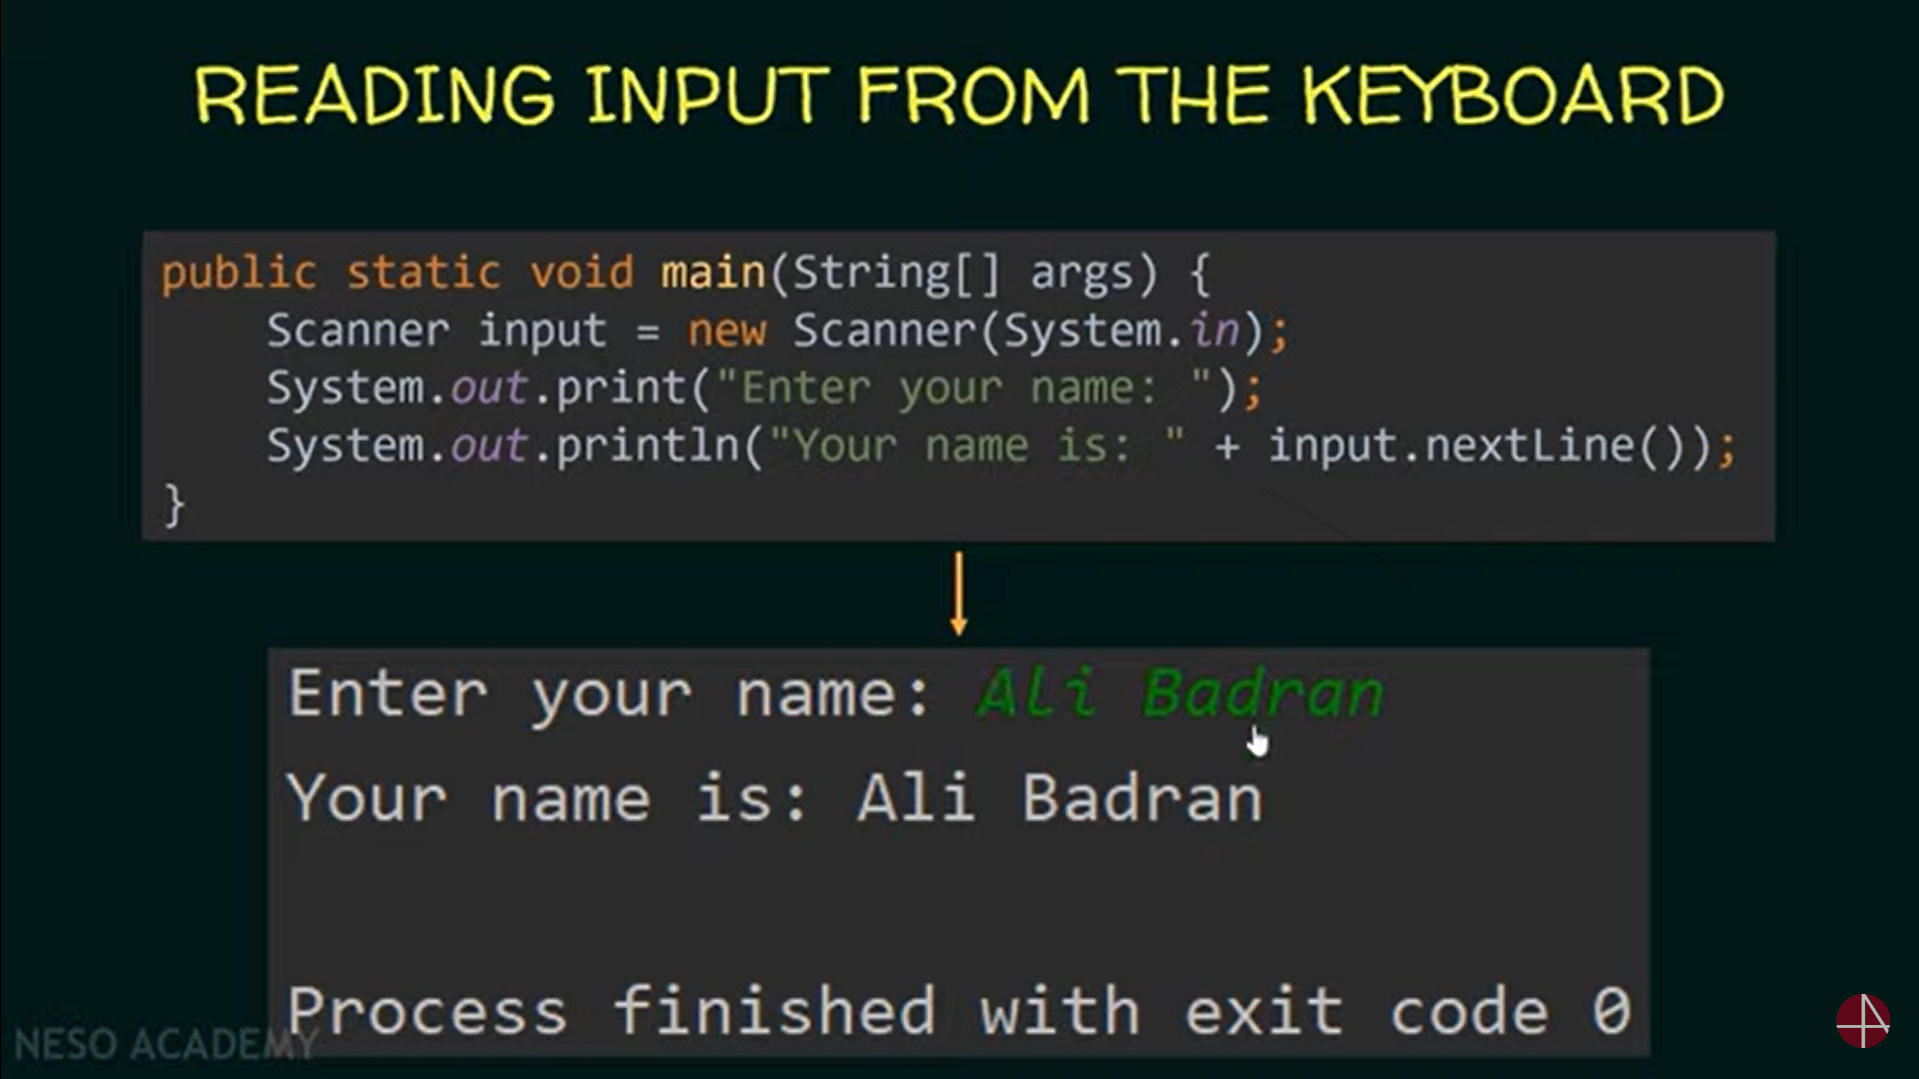 READING INPUT FROM THE KEYBOARD
public static void main(String[] args) {
    Scanner input = new Scanner(System.in);
    System.out.print("Enter your name: ");
    System.out.println("Your name is: " + input.nextLine());
}
Enter your name: Ali Badran
Your name is: Ali Badran
Process finished with exit code 0
NESO ACADEMY